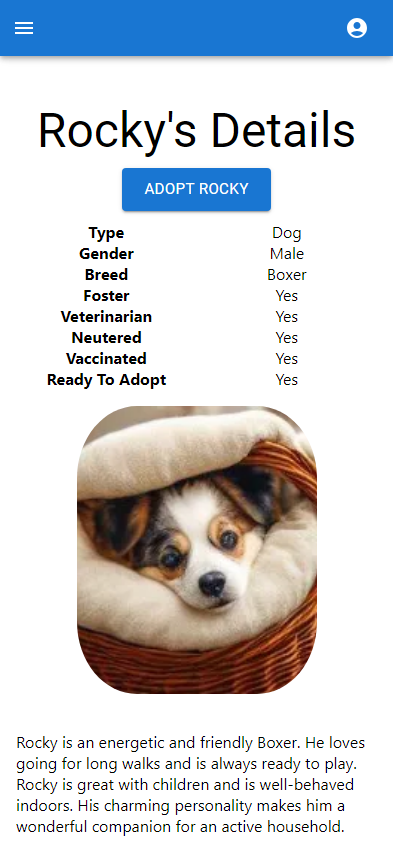 Rocky's Details
ADOPT ROCKY
Type Dog
Gender Male
Breed Boxer
Foster Yes
Veterinarian Yes
Neutered Yes
Vaccinated Yes
Ready To Adopt Yes
Rocky is an energetic and friendly Boxer. He loves
going for long walks and is always ready to play.
Rocky is great with children and is well-behaved
indoors. His charming personality makes him a
wonderful companion for an active household.